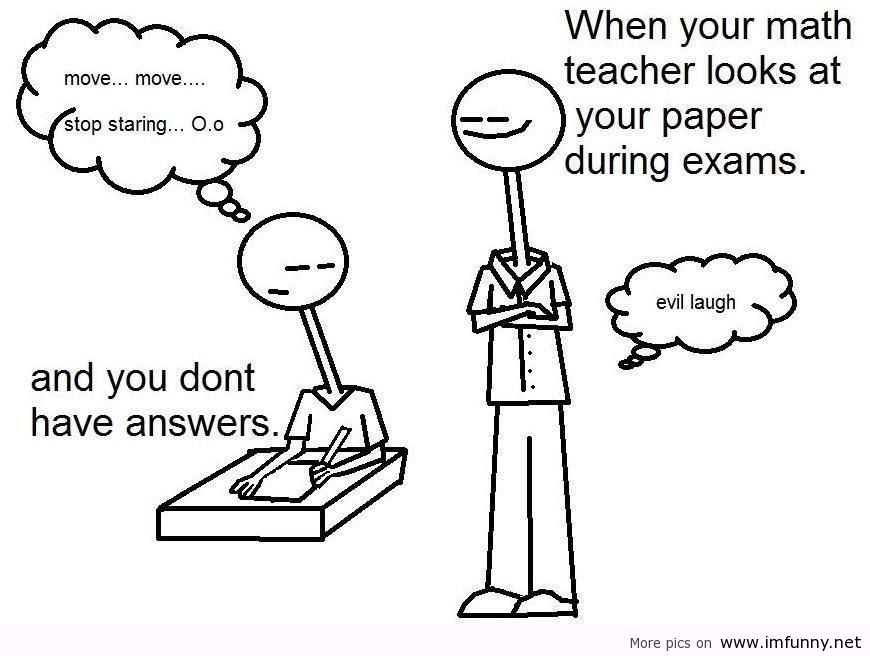 When your math
teacher looks at
your paper
during exams.
move... move....
stop staring... O.o
evil laugh
and you dont
have answers.
More pics on www.imfunny.net